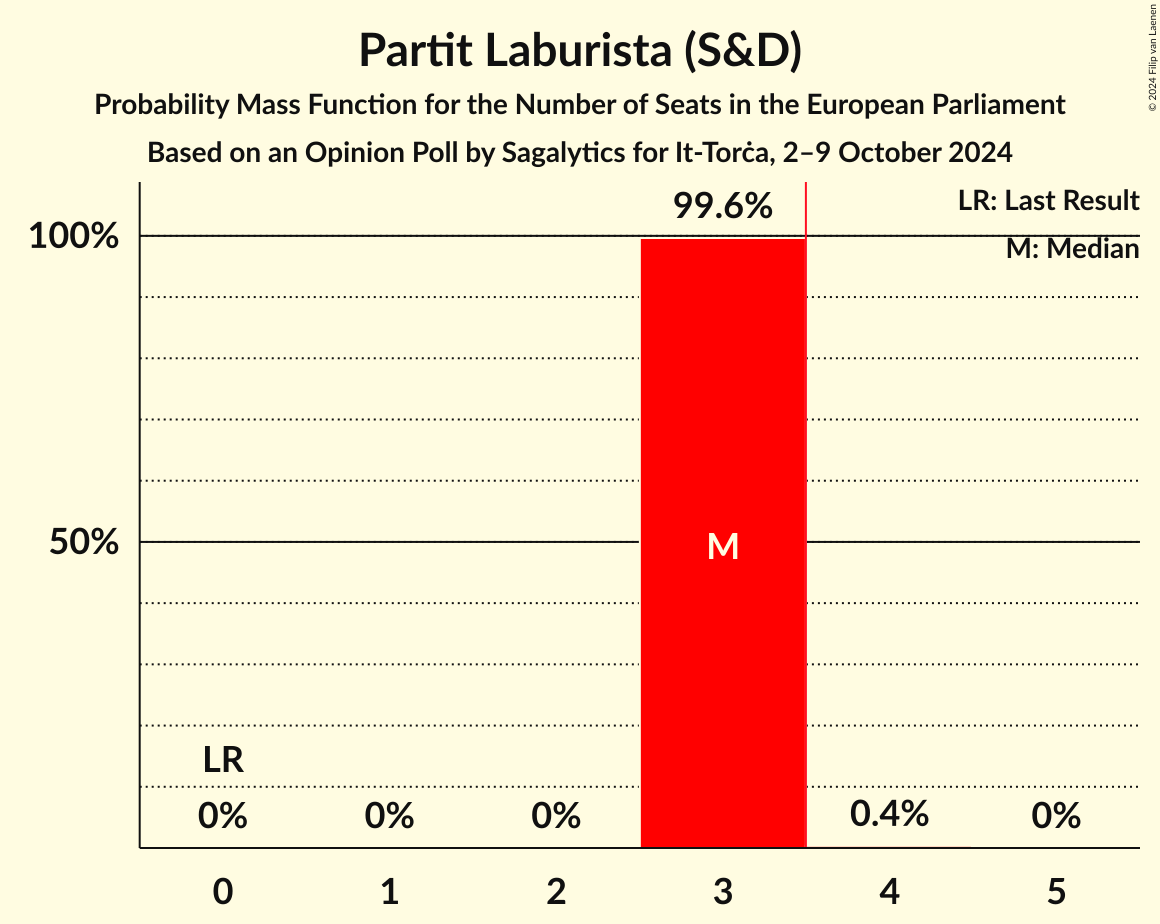 Partit Laburista (S&D)
Probability Mass Function for the Number of Seats in the European Parliament
Based on an Opinion Poll by Sagalytics for It-Torċa, 2–9 October 2024
© 2024 Filip van Laenen
LR: Last Result
M: Median
99.6%
100%
50%
M
LR
0%
0%
0%
0.4%
0%
0
1
2
3
4
5